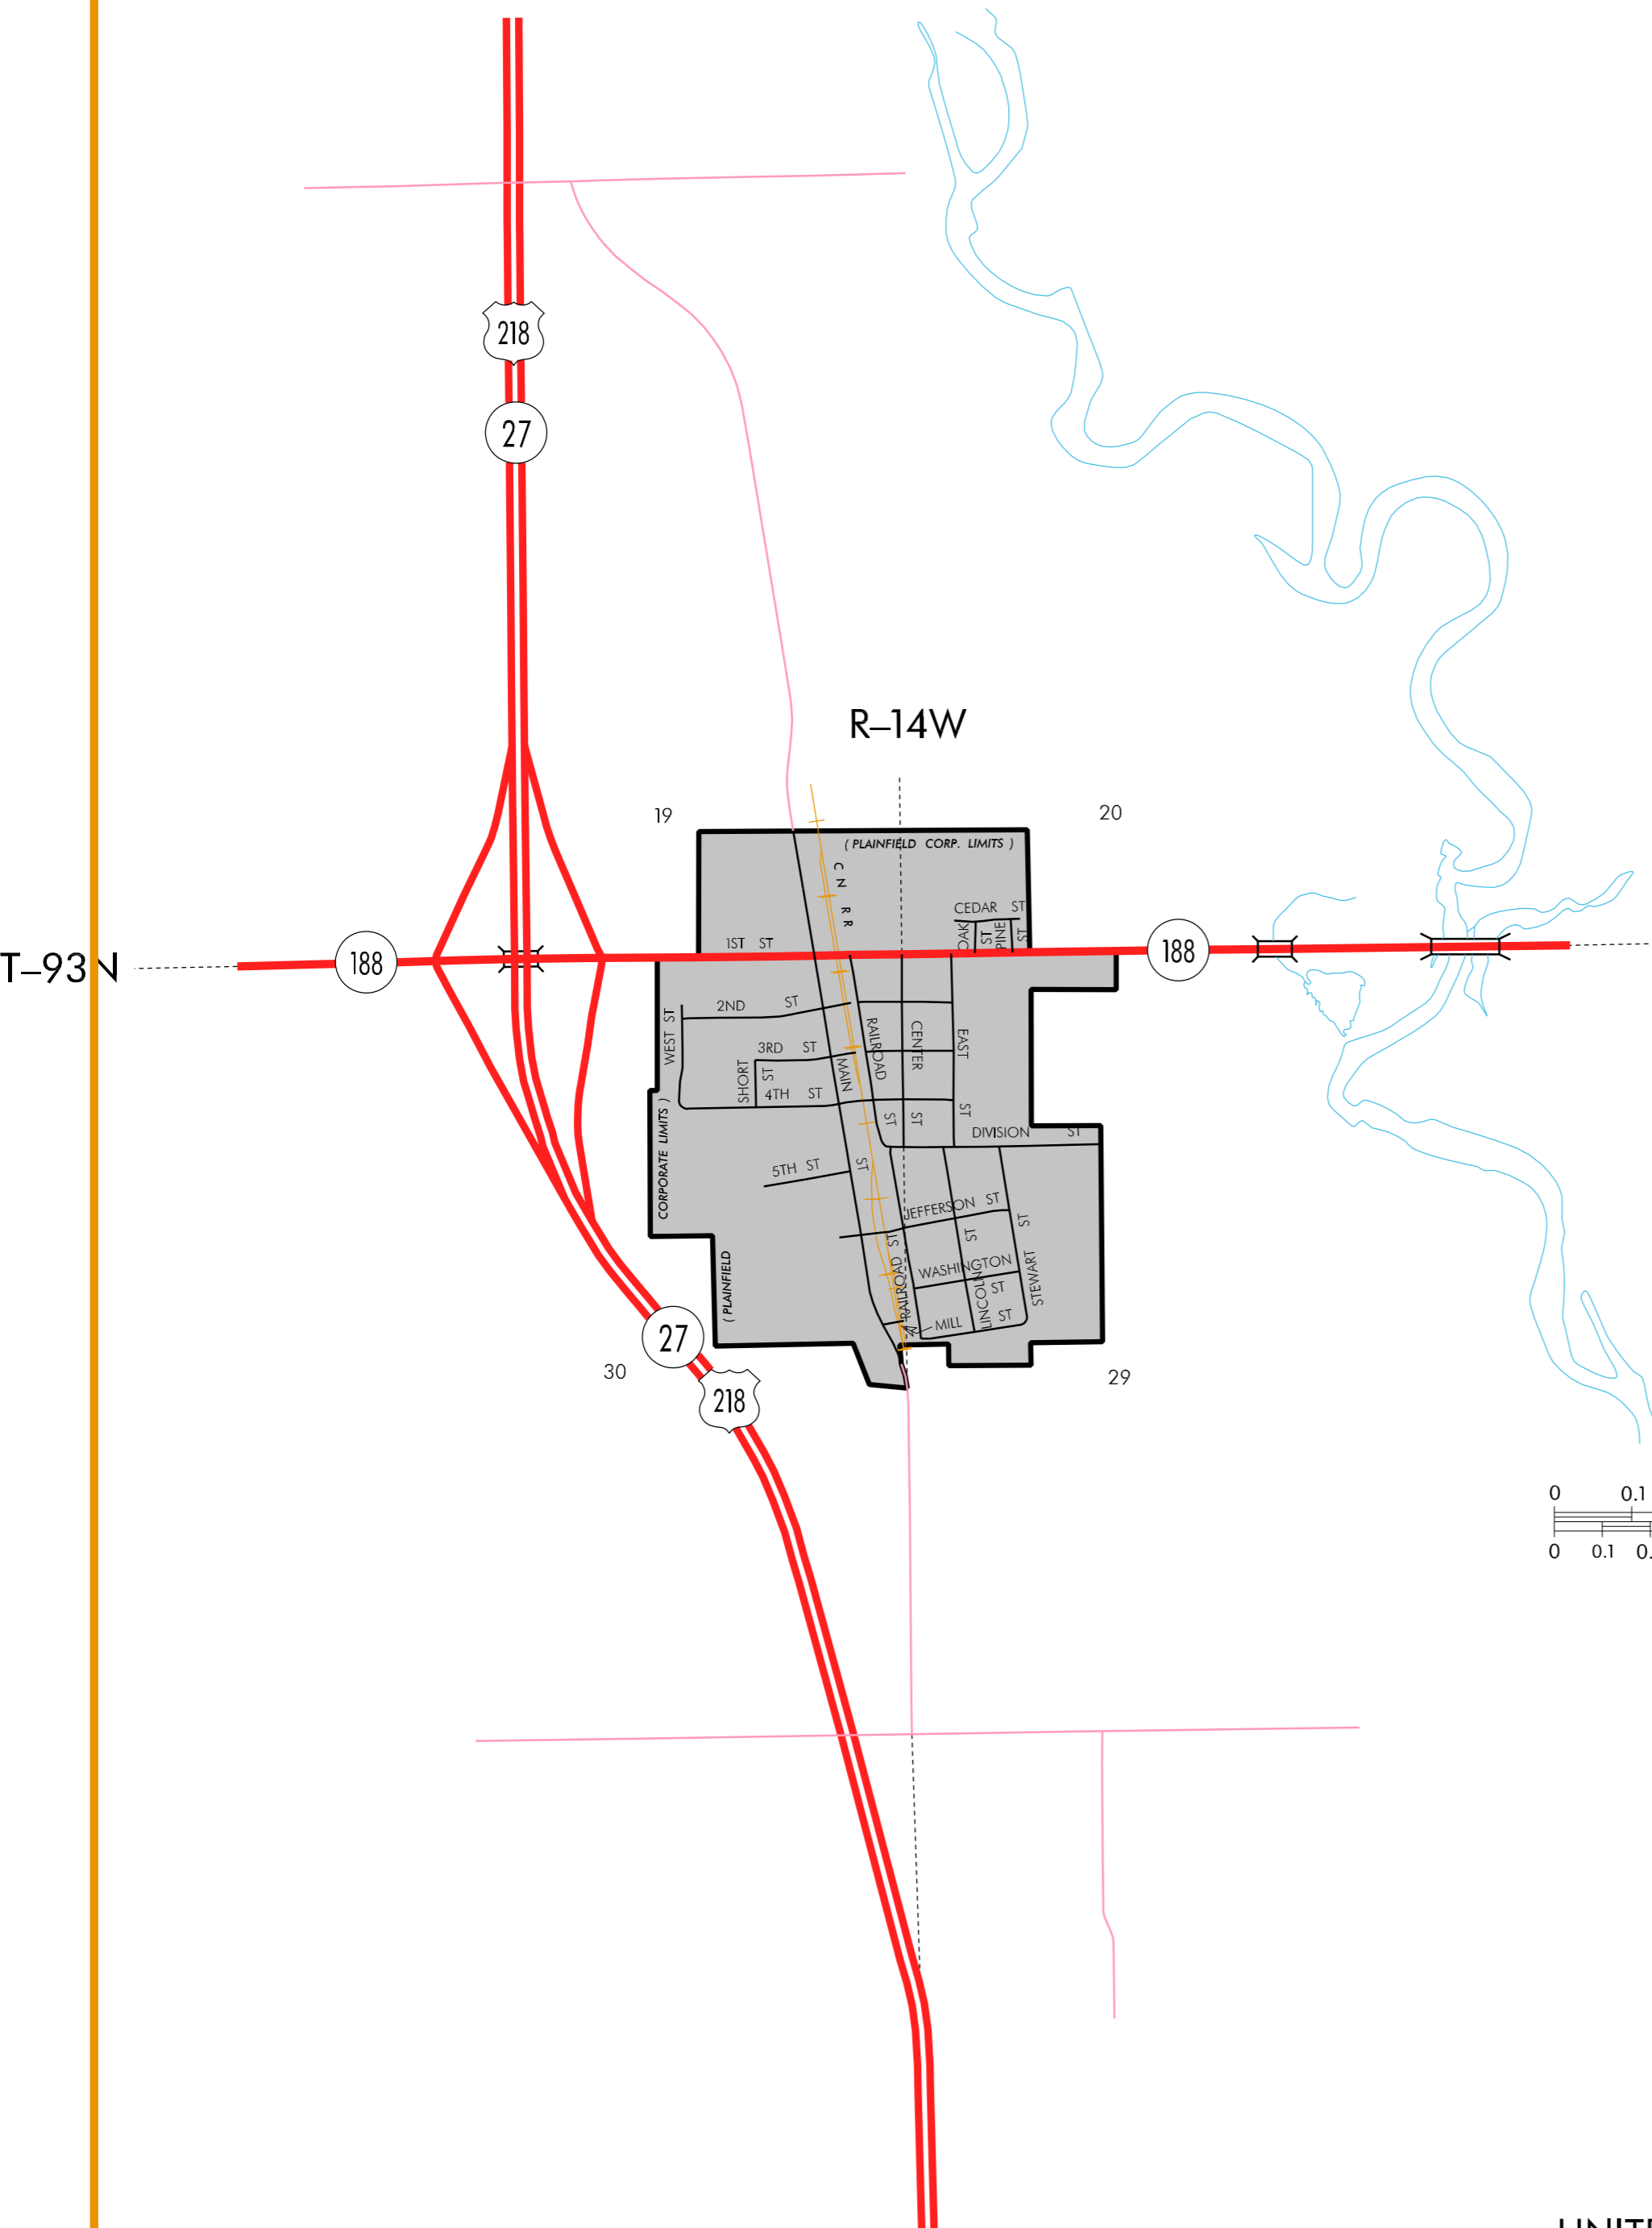 218
27
R–14W
19
20
( PLAINFIELD CORP. LIMITS )
C N R R
CEDAR ST
OAK ST
PINE ST
1ST ST
188
188
T–93N
2ND ST
WEST ST
RAILROAD ST
CENTER ST
EAST ST
3RD ST
SHORT ST
MAIN ST
4TH ST
DIVISION ST
5TH ST
( PLAINFIELD CORPORATE LIMITS )
JEFFERSON ST
WASHINGTON ST
LINCOLN ST
STEWART ST
RAILROAD ST
MILL ST
27
30
29
218
0 0.1
0 0.1 0.